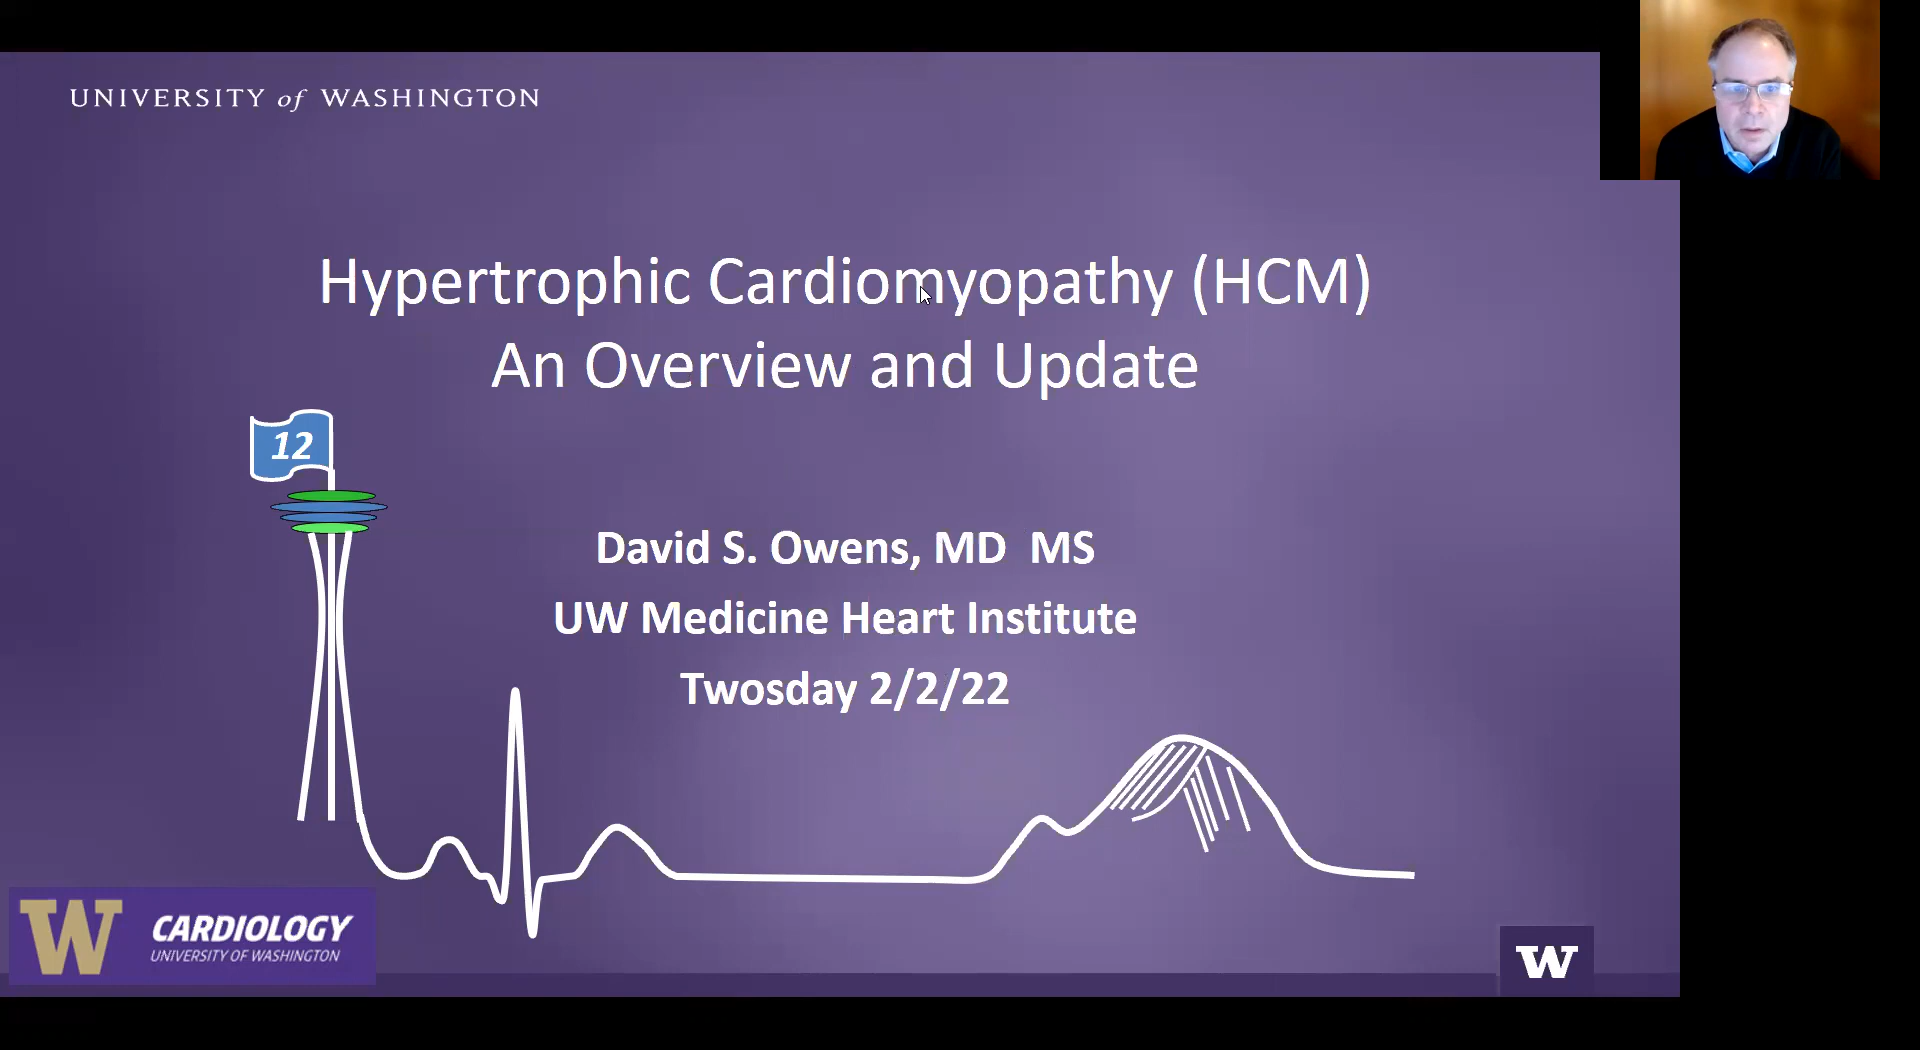 UNIVERSITY of WASHINGTON
Hypertrophic Cardiomyopathy (HCM)
An Overview and Update
12
David S. Owens, MD  MS
UW Medicine Heart Institute
Twosday 2/2/22
W
CARDIOLOGY
UNIVERSITY OF WASHINGTON
W